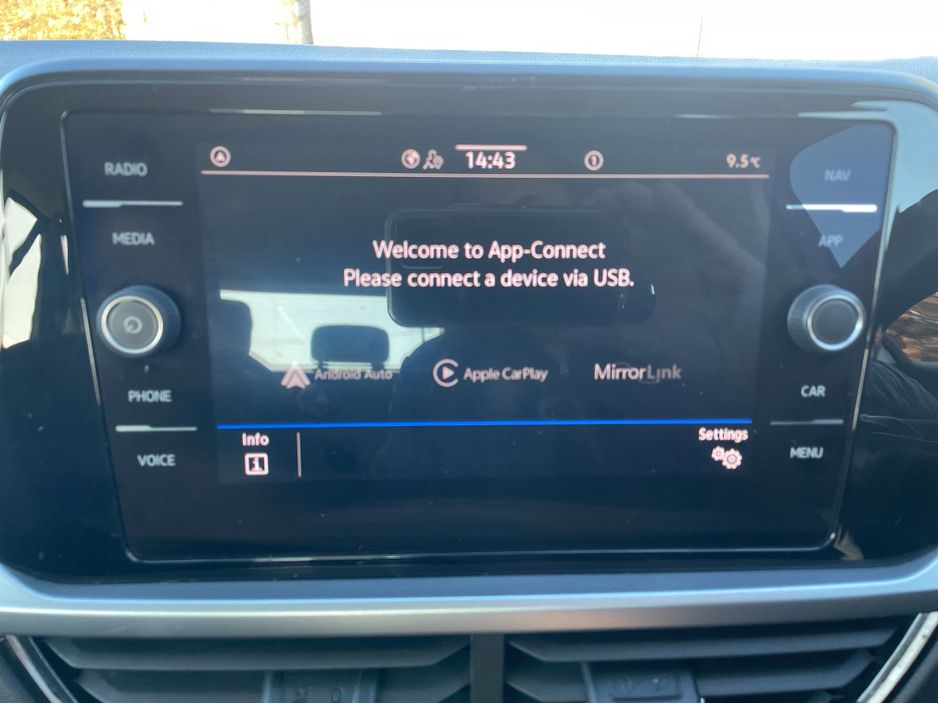 RADIO
MEDIA
PHONE
VOICE
14:43
9.5°C
Welcome to App-Connect
Please connect a device via USB.
Android Auto
Apple CarPlay
MirrorLink
Info
Settings
NAV
APP
CAR
MENU